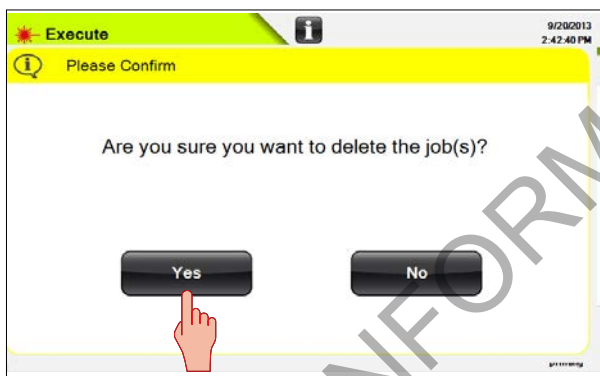 Execute
9/20/2013
2:42:40 PM
Please Confirm
Are you sure you want to delete the job(s)?
Yes
No